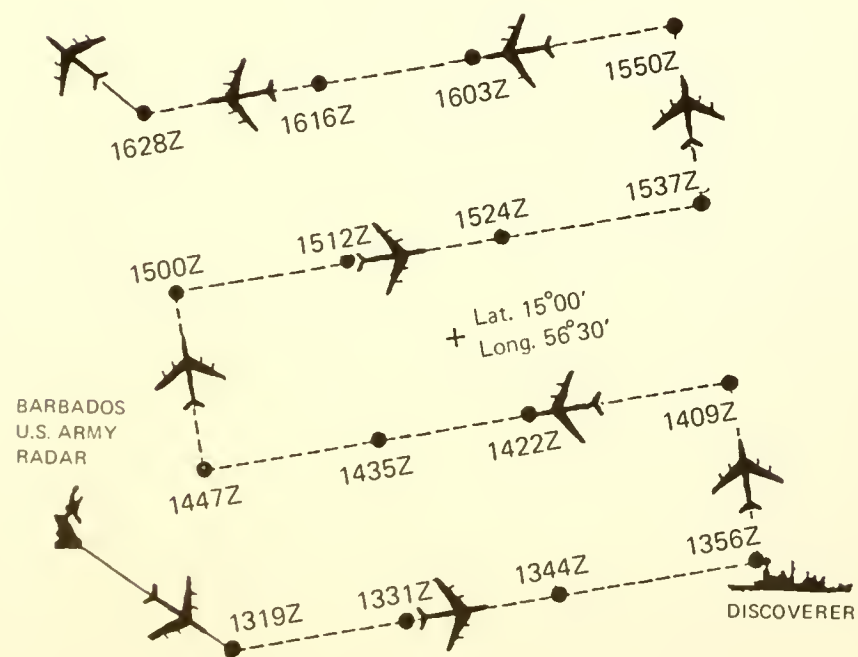 1550Z
1603Z
1616Z
1628Z
1537Z
1524Z
1512Z
1500Z
Lat. 15°00′
Long. 56°30′
BARBADOS
U.S. ARMY
RADAR
1409Z
1422Z
1435Z
1447Z
1356Z
1344Z
1331Z
1319Z
DISCOVERER